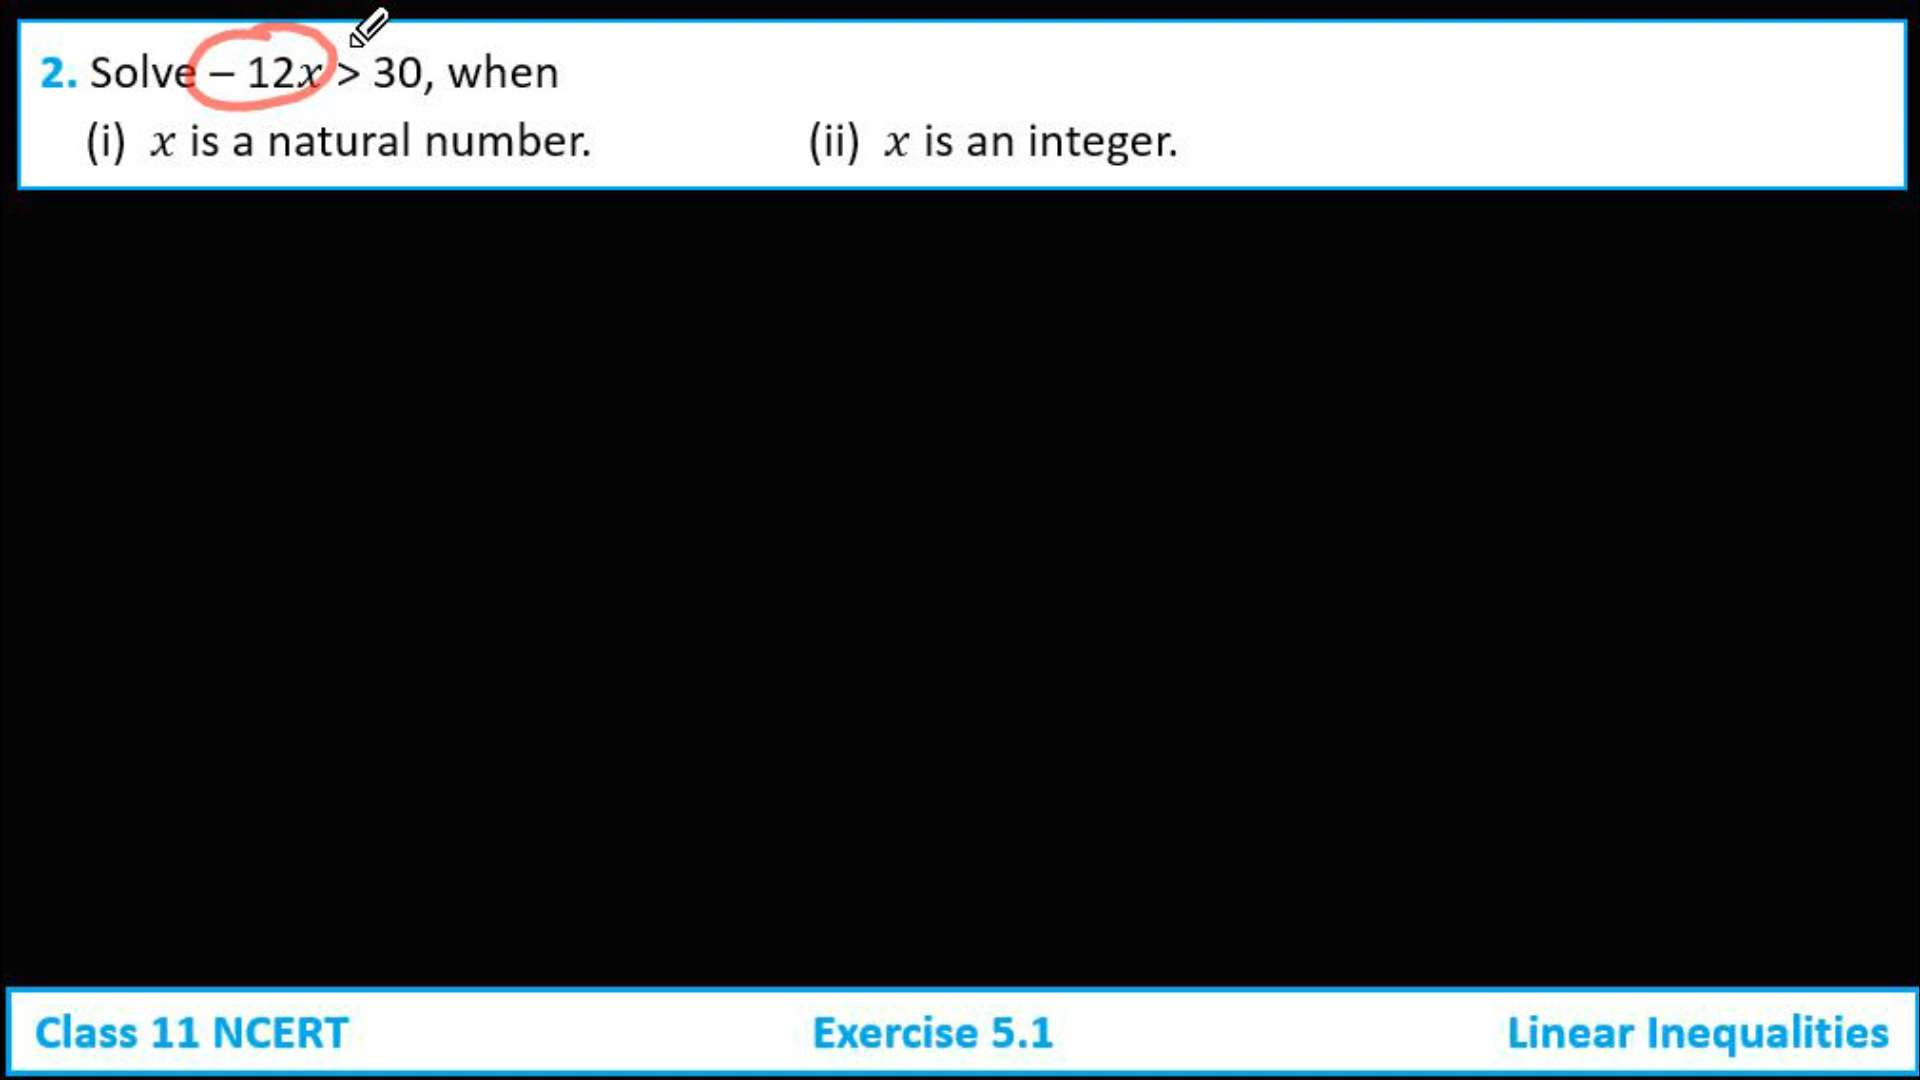 2. Solve – 12x > 30, when
(i) x is a natural number. (ii) x is an integer.
Class 11 NCERT Exercise 5.1 Linear Inequalities